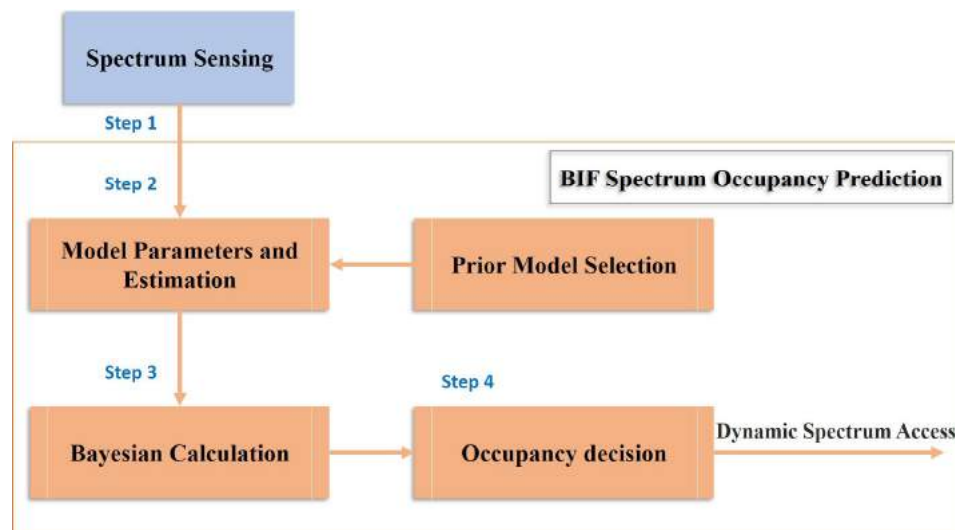 Spectrum Sensing
Step 1
Step 2
BIF Spectrum Occupancy Prediction
Model Parameters and
Estimation
Prior Model Selection
Step 3
Step 4
Bayesian Calculation
Occupancy decision
Dynamic Spectrum Access